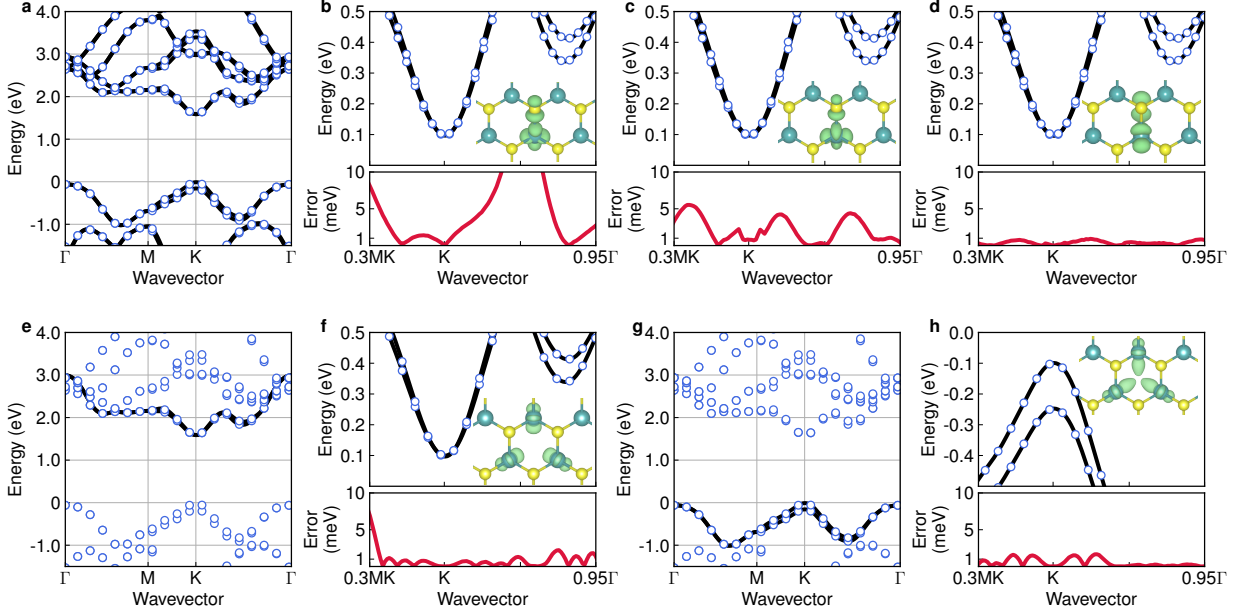 a
4.0
3.0
2.0
1.0
0
-1.0
Energy (eV)
Γ
M
K
Γ
Wavevector
b
0.5
0.4
0.3
0.2
0.1
Energy (eV)
10
5
1
Error
(meV)
0.3MK
K
0.95Γ
Wavevector
c
0.5
0.4
0.3
0.2
0.1
Energy (eV)
10
5
1
Error
(meV)
0.3MK
K
0.95Γ
Wavevector
d
0.5
0.4
0.3
0.2
0.1
Energy (eV)
10
5
1
Error
(meV)
0.3MK
K
0.95Γ
Wavevector
e
4.0
3.0
2.0
1.0
0
-1.0
Energy (eV)
Γ
M
K
Γ
Wavevector
f
0.5
0.4
0.3
0.2
0.1
Energy (eV)
10
5
1
Error
(meV)
0.3MK
K
0.95Γ
Wavevector
g
4.0
3.0
2.0
1.0
0
-1.0
Energy (eV)
Γ
M
K
Γ
Wavevector
h
0.0
-0.1
-0.2
-0.3
-0.4
Energy (eV)
10
5
1
Error
(meV)
0.3MK
K
0.95Γ
Wavevector